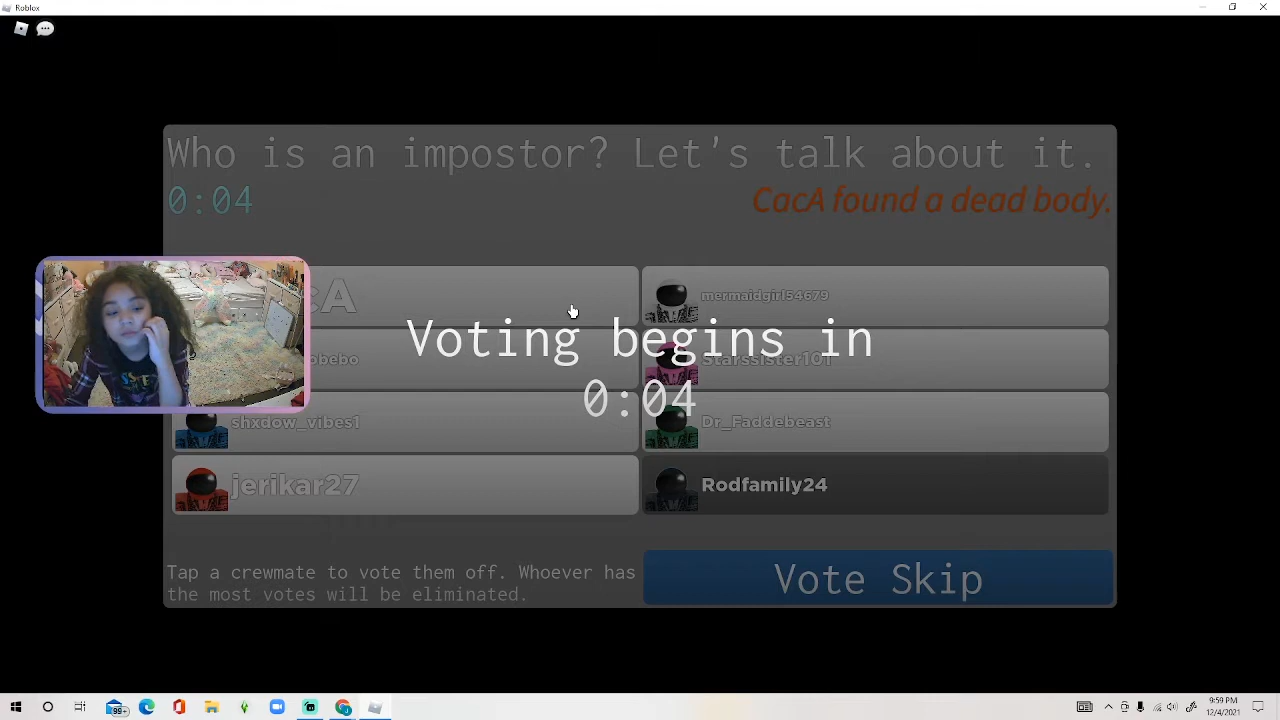 Roblox
Who is an impostor? Let's talk about it.
0:04
CacA found a dead body.
mermaidgirl54679
Voting begins in
0:04
Starssister101
shxdow_vibes1
Dr_Faddebeast
jerikar27
Rodfamily24
Tap a crewmate to vote them off. Whoever has
the most votes will be eliminated.
Vote Skip
99+
9:59 PM
12/4/2021